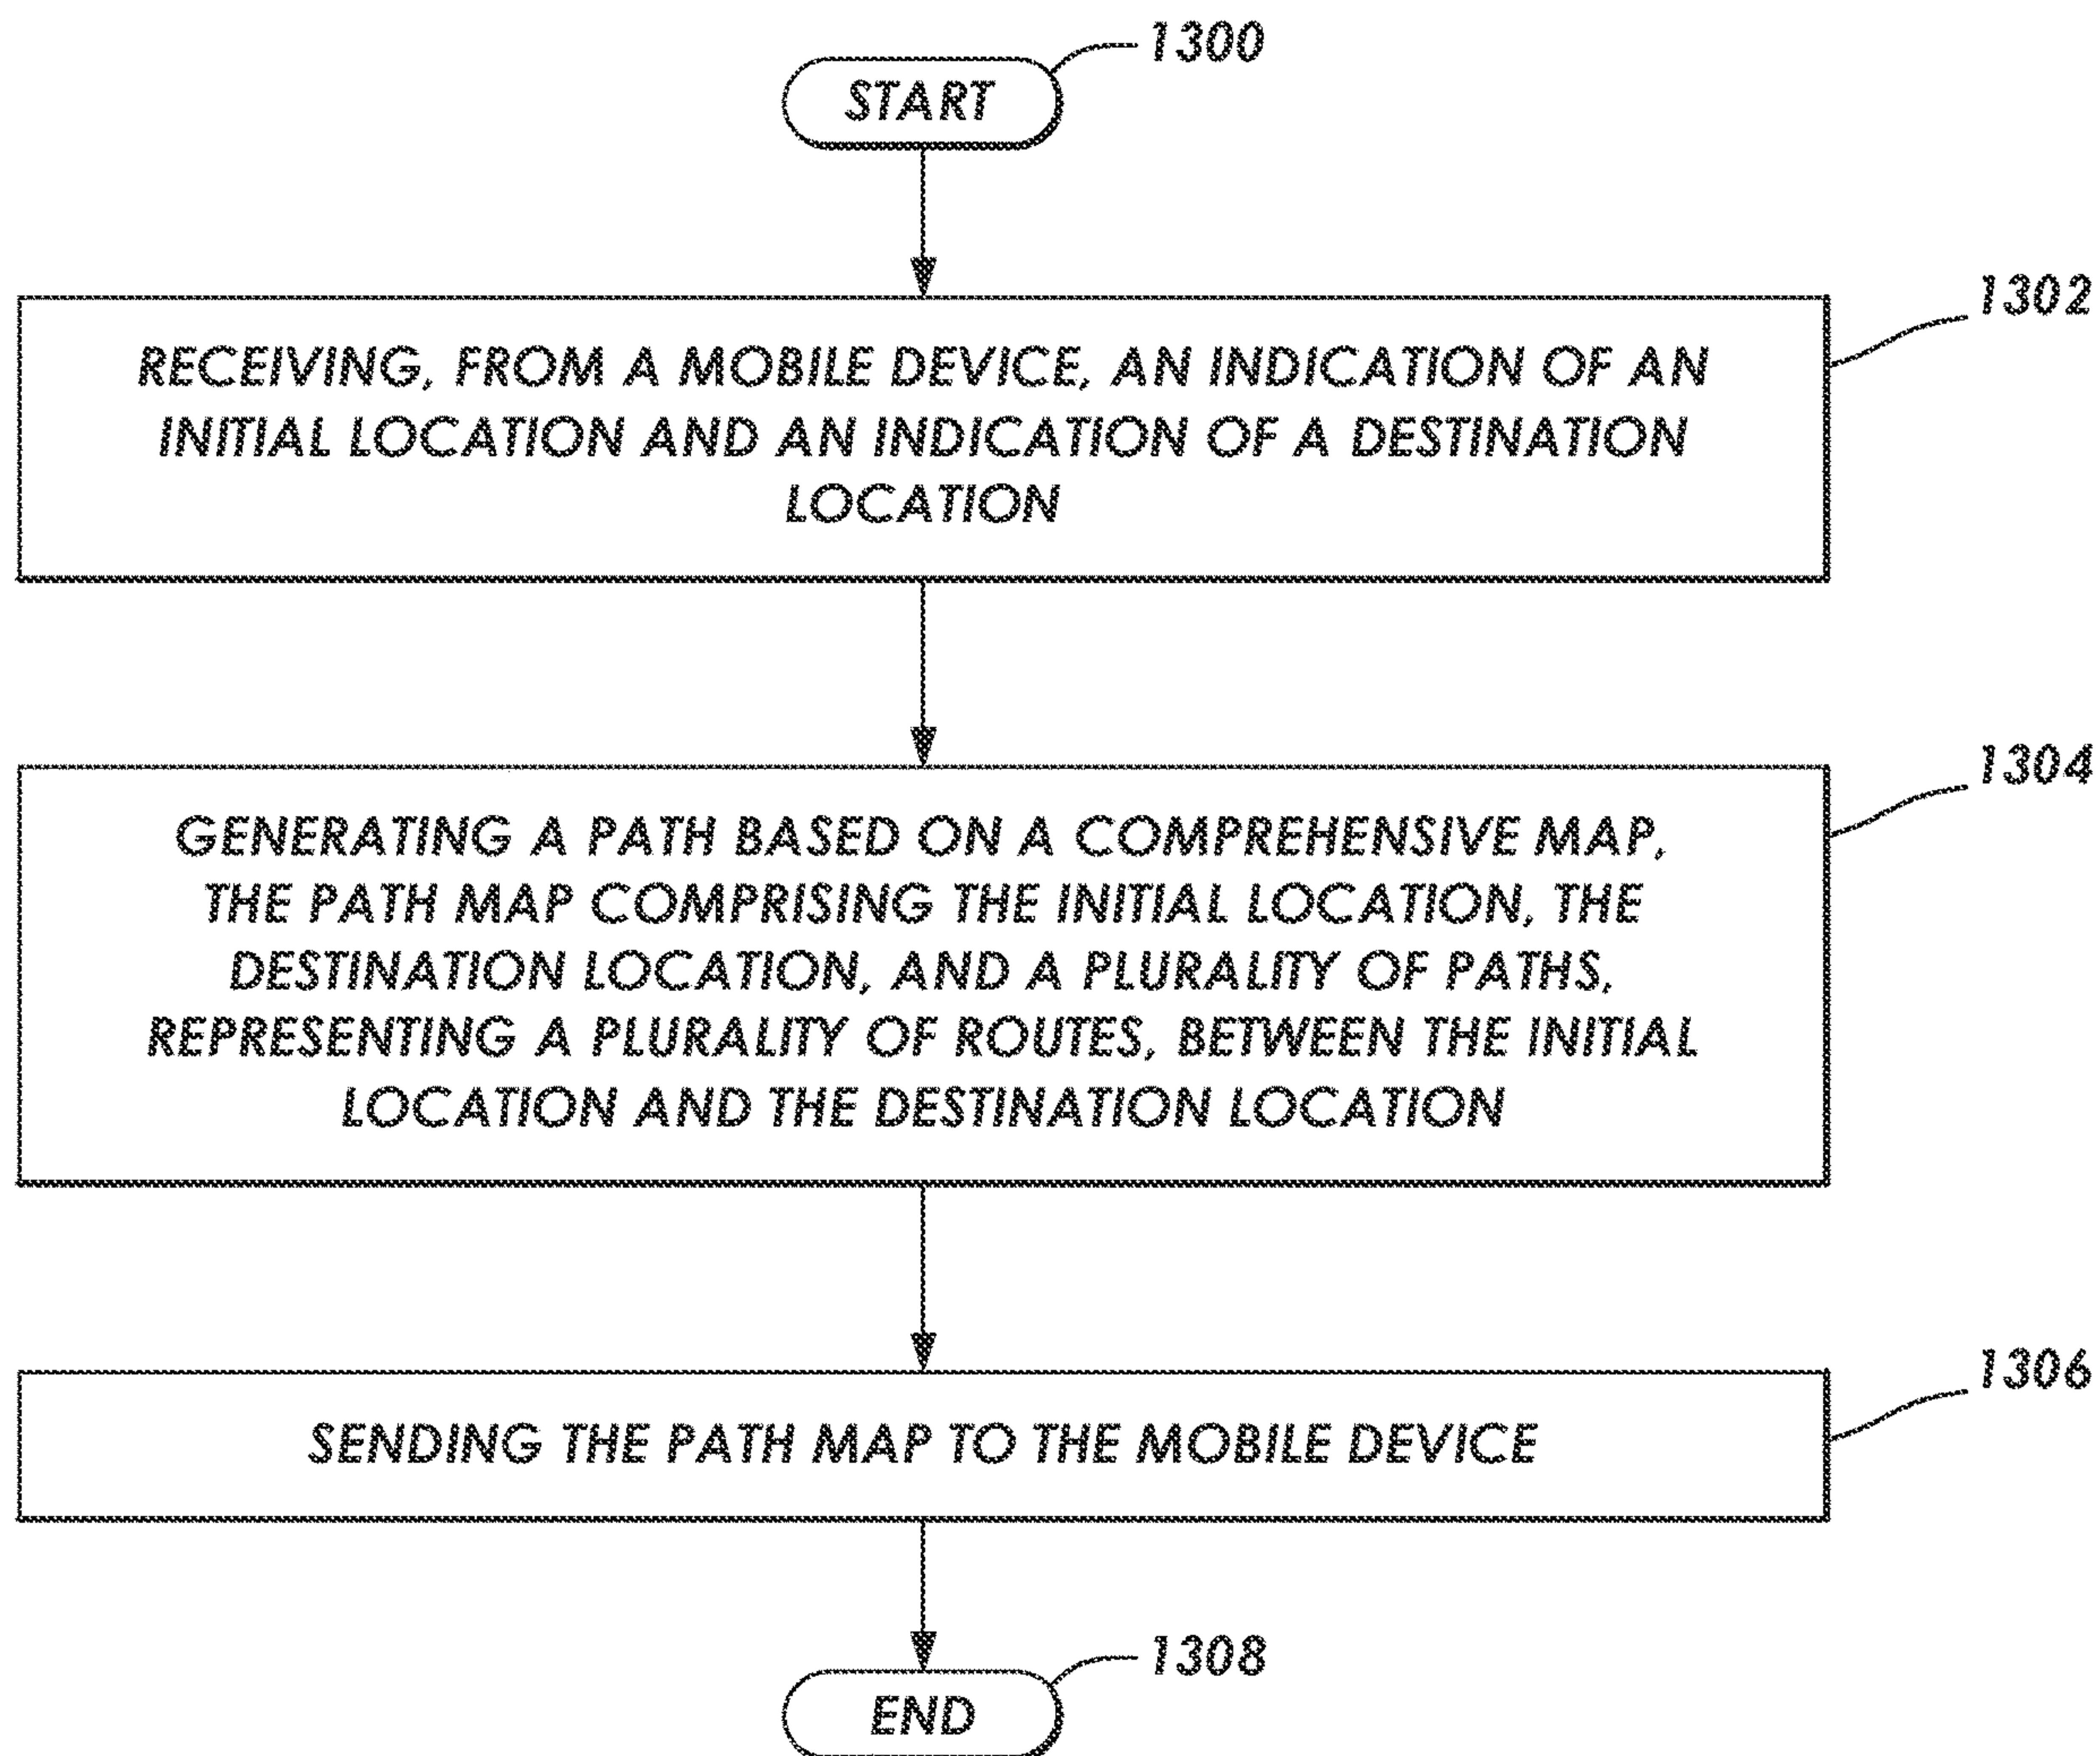 1300
START
1302
RECEIVING, FROM A MOBILE DEVICE, AN INDICATION OF AN
INITIAL LOCATION AND AN INDICATION OF A DESTINATION
LOCATION
1304
GENERATING A PATH BASED ON A COMPREHENSIVE MAP,
THE PATH MAP COMPRISING THE INITIAL LOCATION, THE
DESTINATION LOCATION, AND A PLURALITY OF PATHS,
REPRESENTING A PLURALITY OF ROUTES, BETWEEN THE INITIAL
LOCATION AND THE DESTINATION LOCATION
1306
SENDING THE PATH MAP TO THE MOBILE DEVICE
1308
END